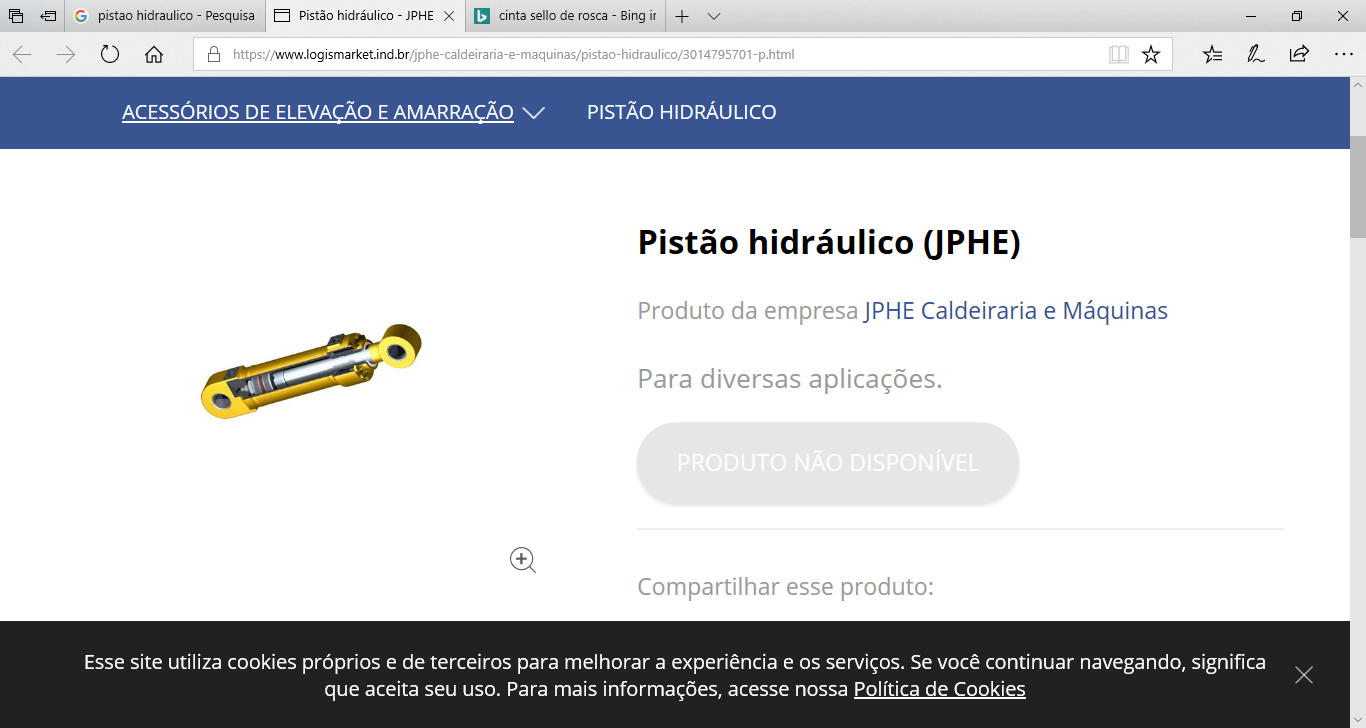 pistao hidraulico - Pesquisa
Pistão hidráulico - JPHE
cinta sello de rosca - Bing
https://www.logismarket.ind.br/jphe-caldeiraria-e-maquinas/pistao-hidraulico/3014795701-p.html
ACESSÓRIOS DE ELEVAÇÃO E AMARRAÇÃO
PISTÃO HIDRÁULICO
Pistão hidráulico (JPHE)
Produto da empresa JPHE Caldeiraria e Máquinas
Para diversas aplicações.
PRODUTO NÃO DISPONÍVEL
Compartilhar esse produto:
Esse site utiliza cookies próprios e de terceiros para melhorar a experiência e os serviços. Se você continuar navegando, significa
que aceita seu uso. Para mais informações, acesse nossa Política de Cookies